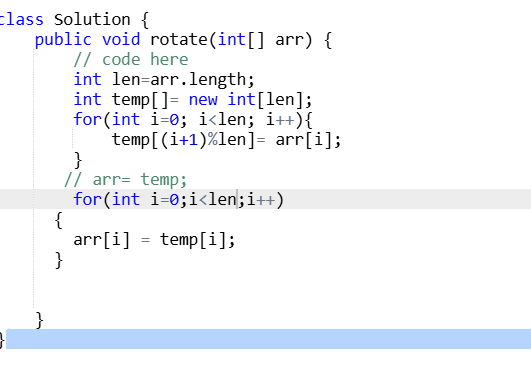 class Solution {
    public void rotate(int[] arr) {
        // code here
        int len=arr.length;
        int temp[]= new int[len];
        for(int i=0; i<len; i++){
            temp[(i+1)%len]= arr[i];
        }
       // arr= temp;
        for(int i=0;i<len;i++)
      {
        arr[i] = temp[i];
      }
    }
}